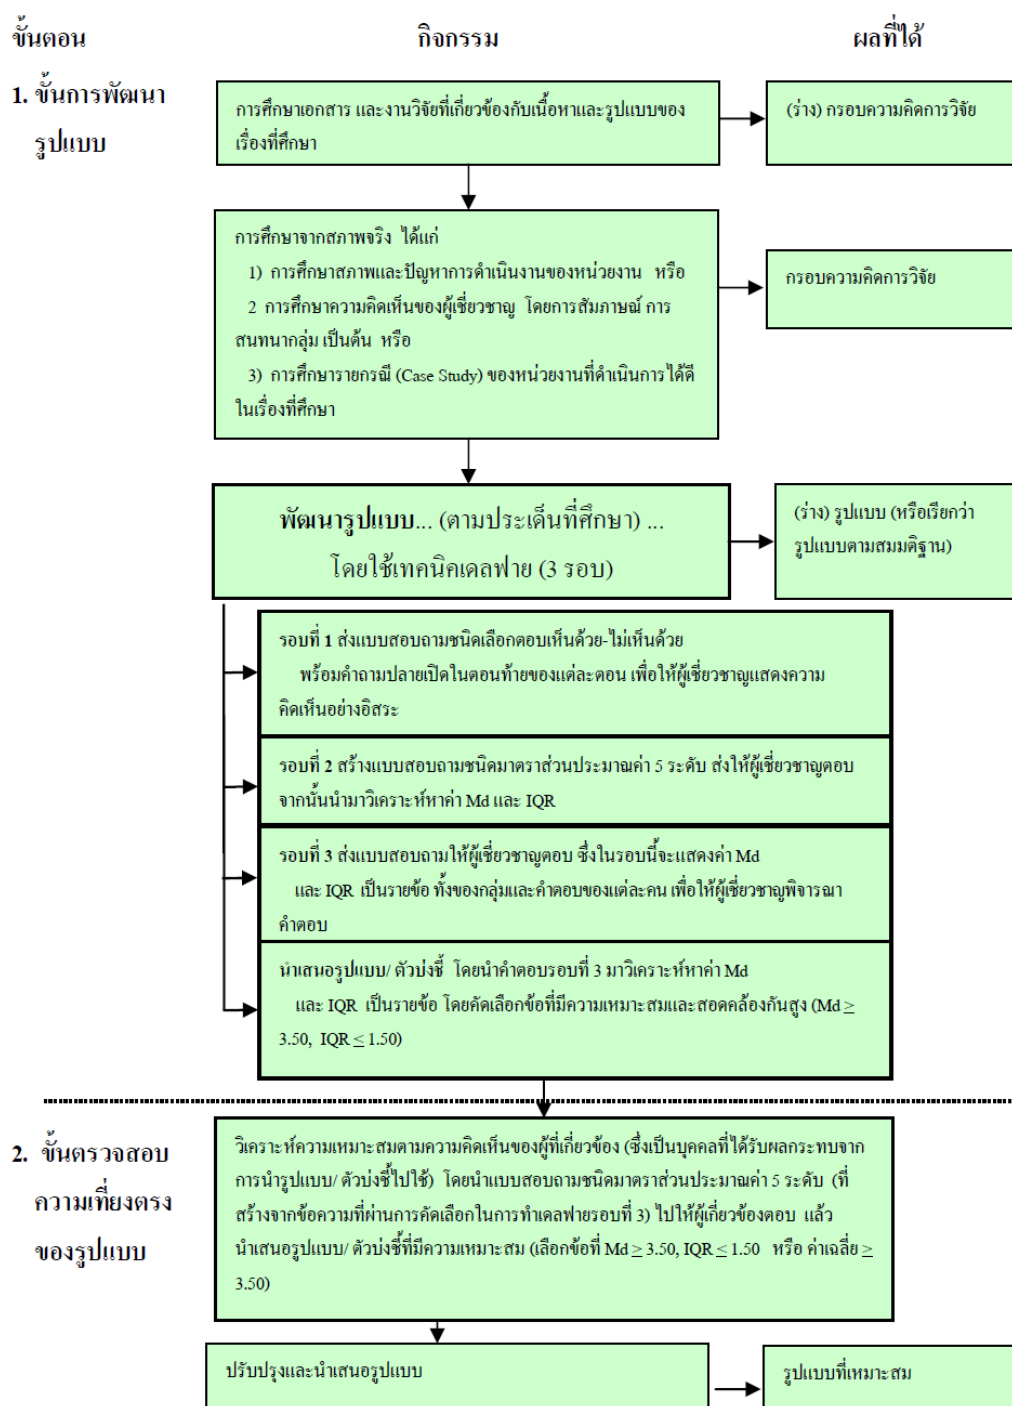 ขั้นตอน
กิจกรรม
ผลที่ได้
1. ขั้นการพัฒนา
รูปแบบ
การศึกษาเอกสาร และงานวิจัยที่เกี่ยวข้องกับเนื้อหาและรูปแบบของ
เรื่องที่ศึกษา
(ร่าง) กรอบความคิดการวิจัย
การศึกษาจากสภาพจริง ได้แก่
1) การศึกษาสภาพและปัญหาการดำเนินงานของหน่วยงาน หรือ
2 การศึกษาความคิดเห็นของผู้เชี่ยวชาญ โดยการสัมภาษณ์ การ
สนทนากลุ่ม เป็นต้น หรือ
3) การศึกษารายกรณี (Case Study) ของหน่วยงานที่ดำเนินการได้ดี
ในเรื่องที่ศึกษา
กรอบความคิดการวิจัย
พัฒนารูปแบบ... (ตามประเด็นที่ศึกษา) ...
โดยใช้เทคนิคเดลฟาย (3 รอบ)
(ร่าง) รูปแบบ (หรือเรียกว่า
รูปแบบตามสมมติฐาน)
รอบที่ 1 ส่งแบบสอบถามชนิดเลือกตอบเห็นด้วย-ไม่เห็นด้วย
พร้อมคำถามปลายเปิดในตอนท้ายของแต่ละตอน เพื่อให้ผู้เชี่ยวชาญแสดงความ
คิดเห็นอย่างอิสระ
รอบที่ 2 สร้างแบบสอบถามชนิดมาตราส่วนประมาณค่า 5 ระดับ ส่งให้ผู้เชี่ยวชาญตอบ
จากนั้นนำมาวิเคราะห์หาค่า Md และ IQR
รอบที่ 3 ส่งแบบสอบถามให้ผู้เชี่ยวชาญตอบ ซึ่งในรอบนี้จะแสดงค่า Md
และ IQR เป็นรายข้อ ทั้งของกลุ่มและคำตอบของแต่ละคน เพื่อให้ผู้เชี่ยวชาญพิจารณา
คำตอบ
นำเสนอรูปแบบ/ ตัวบ่งชี้ โดยนำคำตอบรอบที่ 3 มาวิเคราะห์หาค่า Md
และ IQR เป็นรายข้อ โดยคัดเลือกข้อที่มีความเหมาะสมและสอดคล้องกันสูง (Md ≥
3.50, IQR ≤ 1.50)
2. ขั้นตรวจสอบ
ความเที่ยงตรง
ของรูปแบบ
วิเคราะห์ความเหมาะสมตามความคิดเห็นของผู้ที่เกี่ยวข้อง (ซึ่งเป็นบุคคลที่ได้รับผลกระทบจาก
การนำรูปแบบ/ ตัวบ่งชี้ไปใช้) โดยนำแบบสอบถามชนิดมาตราส่วนประมาณค่า 5 ระดับ (ที่
สร้างจากข้อความที่ผ่านการคัดเลือกในการทำเดลฟายรอบที่ 3) ไปให้ผู้เกี่ยวข้องตอบ แล้ว
นำเสนอรูปแบบ/ ตัวบ่งชี้ที่มีความเหมาะสม (เลือกข้อที่ Md ≥ 3.50, IQR ≤ 1.50 หรือ ค่าเฉลี่ย ≥
3.50)
ปรับปรุงและนำเสนอรูปแบบ
รูปแบบที่เหมาะสม